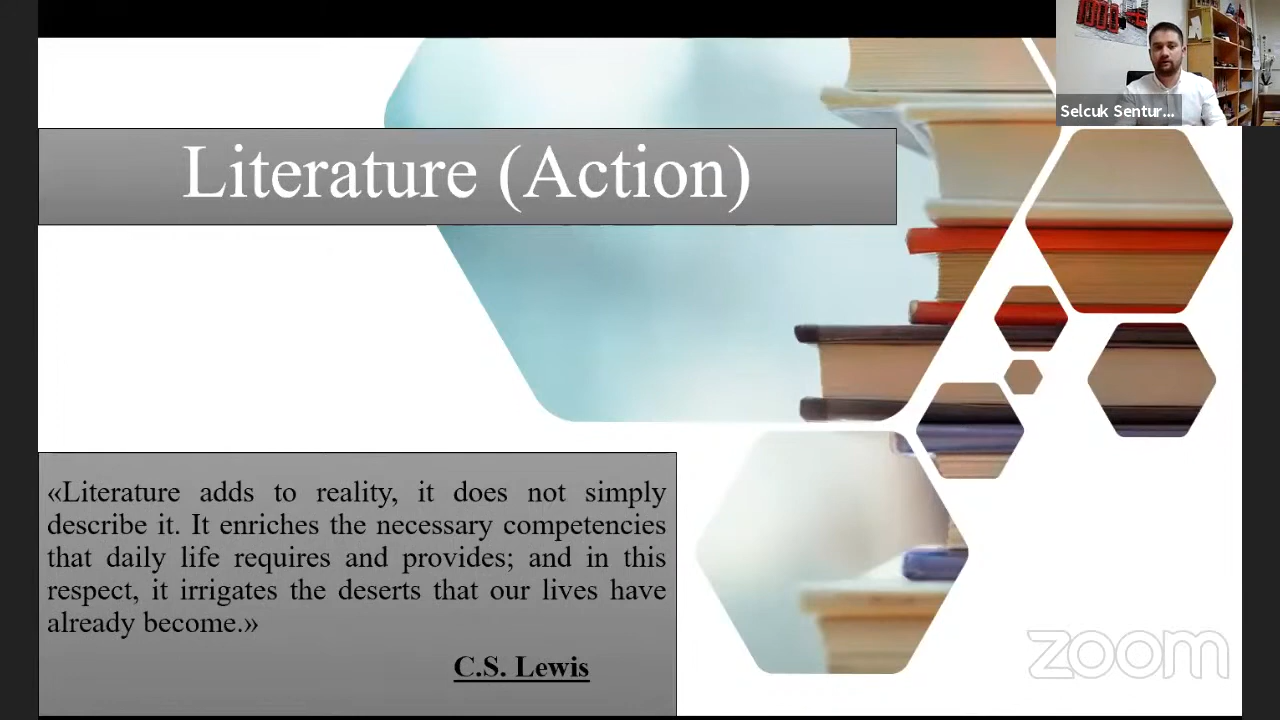 Selcuk Sentur...
Literature (Action)
«Literature adds to reality, it does not simply
describe it. It enriches the necessary competencies
that daily life requires and provides; and in this
respect, it irrigates the deserts that our lives have
already become.»
C.S. Lewis
zoom